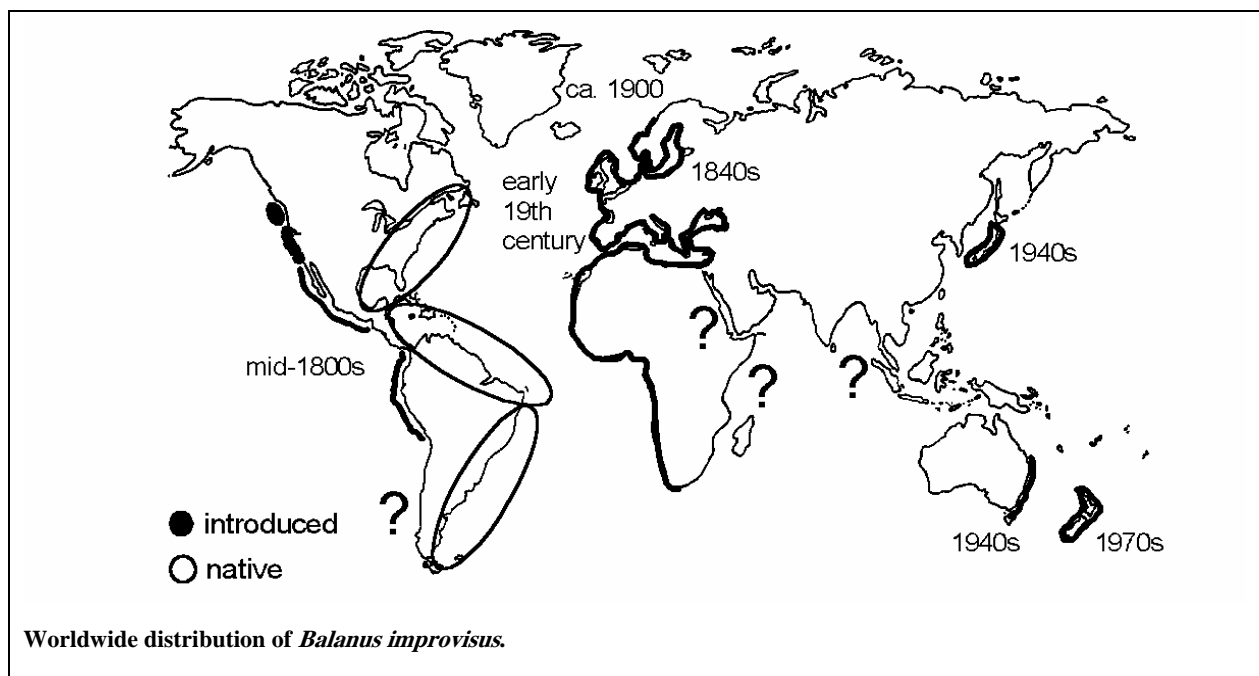 ca. 1900
1840s
early
19th
century
1940s
?
?
?
mid-1800s
?
introduced
native
1940s
1970s
Worldwide distribution of Balanus improvisus.